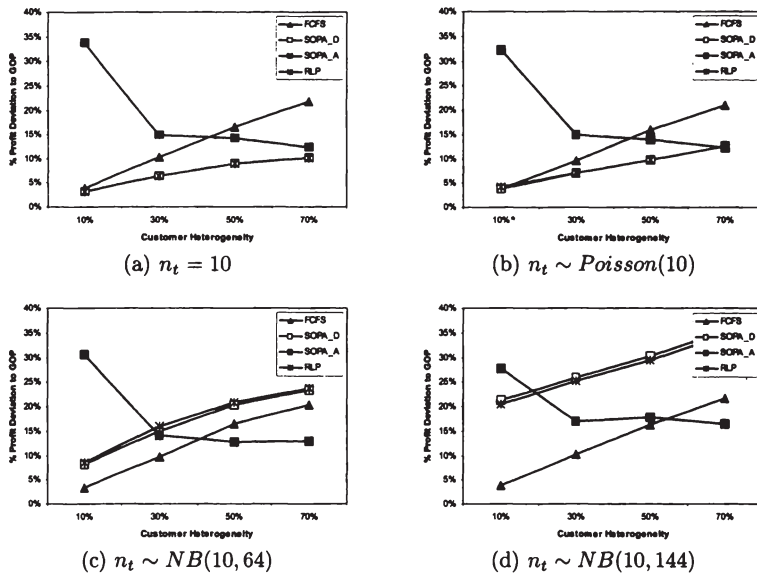 40%
35%
30%
25%
20%
15%
10%
5%
0%
% Profit Deviation to GOP
FCFS
SOPA_D
SOPA_A
RLP
10%
30%
50%
70%
Customer Heterogeneity
(a) n_t = 10
40%
35%
30%
25%
20%
15%
10%
5%
0%
% Profit Deviation to GOP
FCFS
SOPA_D
SOPA_A
RLP
10%
30%
50%
70%
Customer Heterogeneity
(b) n_t ~ Poisson(10)
40%
35%
30%
25%
20%
15%
10%
5%
0%
% Profit Deviation to GOP
FCFS
SOPA_D
SOPA_A
RLP
10%
30%
50%
70%
Customer Heterogeneity
(c) n_t ~ NB(10, 64)
40%
35%
30%
25%
20%
15%
10%
5%
0%
% Profit Deviation to GOP
FCFS
SOPA_D
SOPA_A
RLP
10%
30%
50%
70%
Customer Heterogeneity
(d) n_t ~ NB(10, 144)